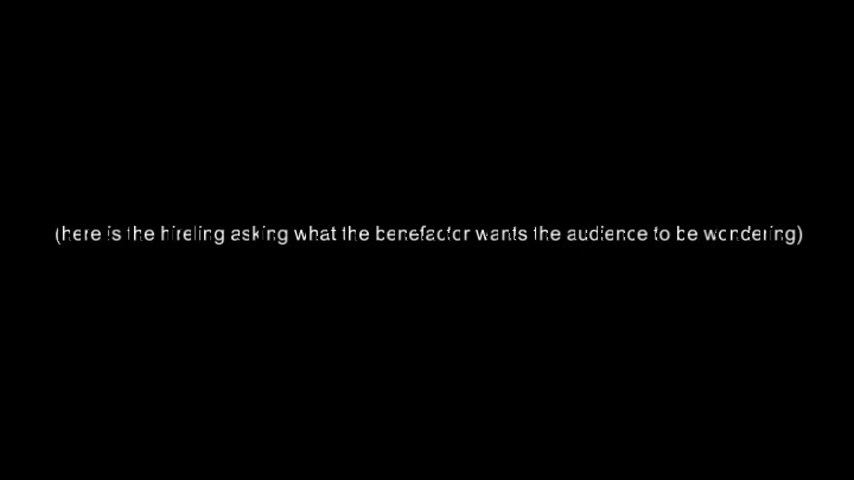 (here is the hireling asking what the benefactor wants the audience to be wondering)